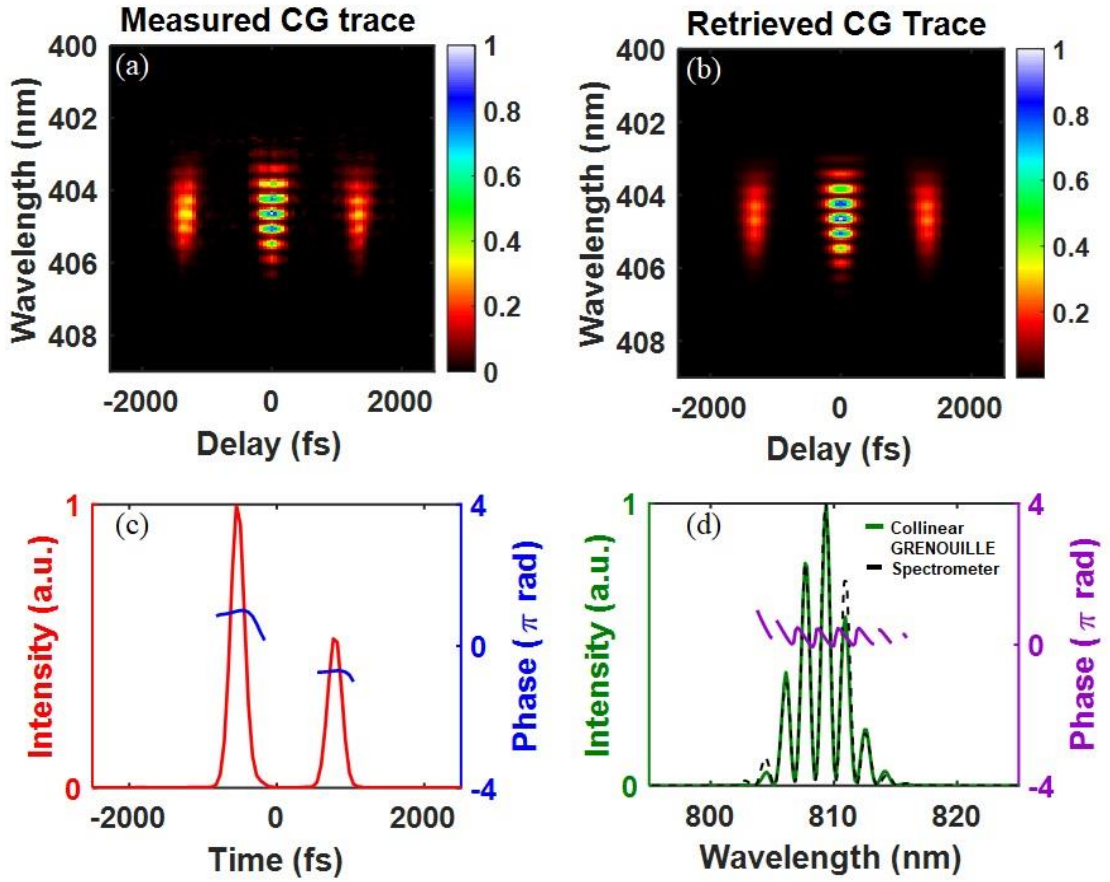 Measured CG trace
(a)
Wavelength (nm)
400
402
404
406
408
-2000
0
2000
Delay (fs)
1
0.8
0.6
0.4
0.2
0
Retrieved CG Trace
(b)
Wavelength (nm)
400
402
404
406
408
-2000
0
2000
Delay (fs)
1
0.8
0.6
0.4
0.2
(c)
Intensity (a.u.)
1
0
-2000
0
2000
Time (fs)
4
0
-4
Phase ( π rad)
(d)
Intensity (a.u.)
1
0
Collinear
GRENOUILLE
Spectrometer
800
810
820
Wavelength (nm)
4
0
-4
Phase ( π rad)